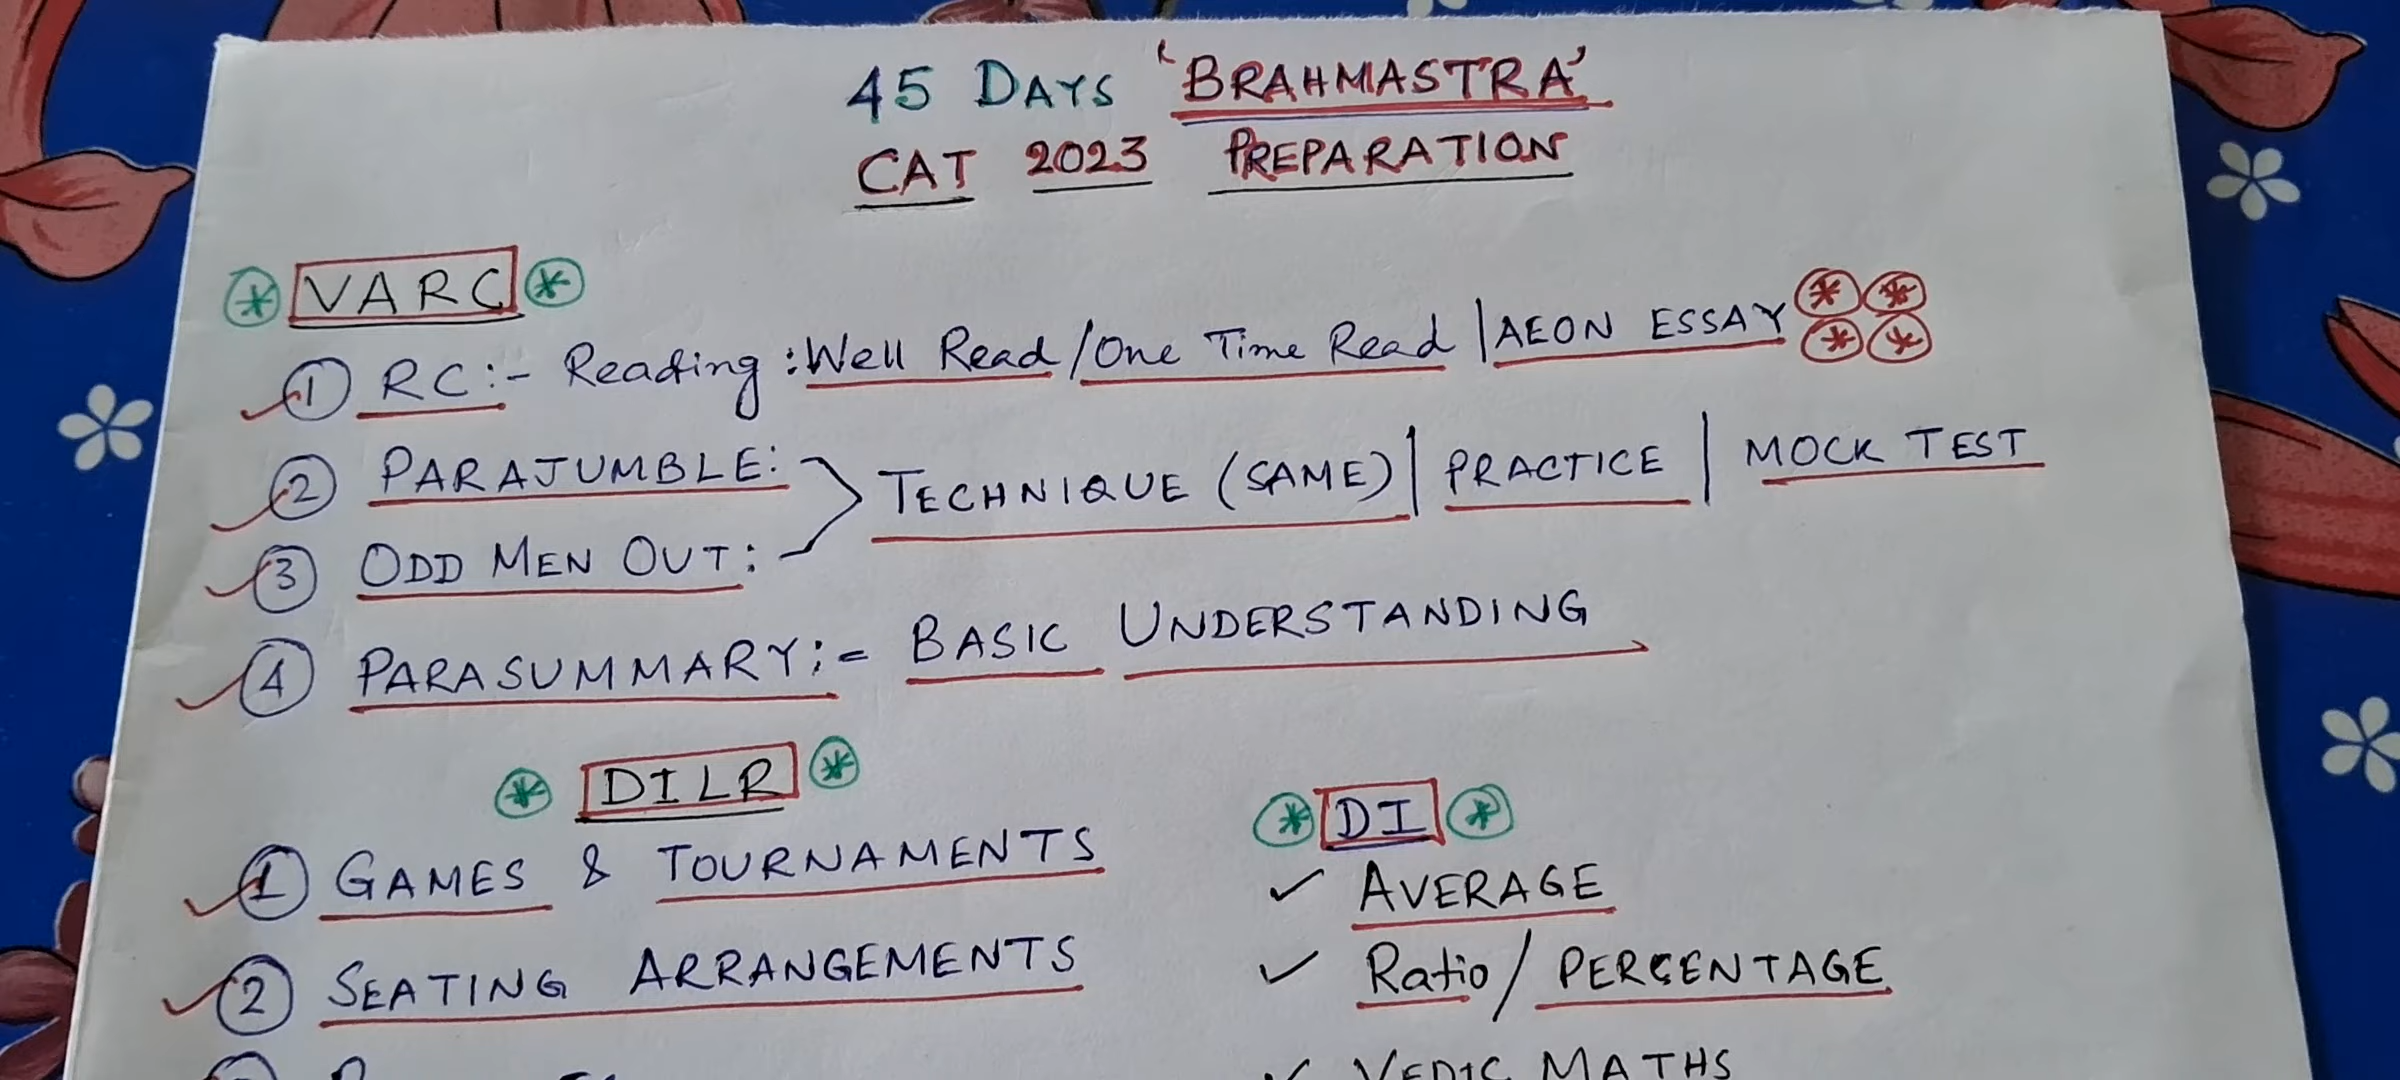 45 DAYS 'BRAHMASTRA'
CAT 2023 PREPARATION
* VARC *
① RC:- Reading: Well Read/One Time Read | AEON ESSAY * * * *
② PARAJUMBLE:
TECHNIQUE (SAME) | PRACTICE | MOCK TEST
③ ODD MEN OUT:
④ PARASUMMARY:- BASIC UNDERSTANDING
* DILR *
① GAMES & TOURNAMENTS
② SEATING ARRANGEMENTS
* DI *
✓ AVERAGE
✓ Ratio/PERCENTAGE
✓ VEDIC MATHS